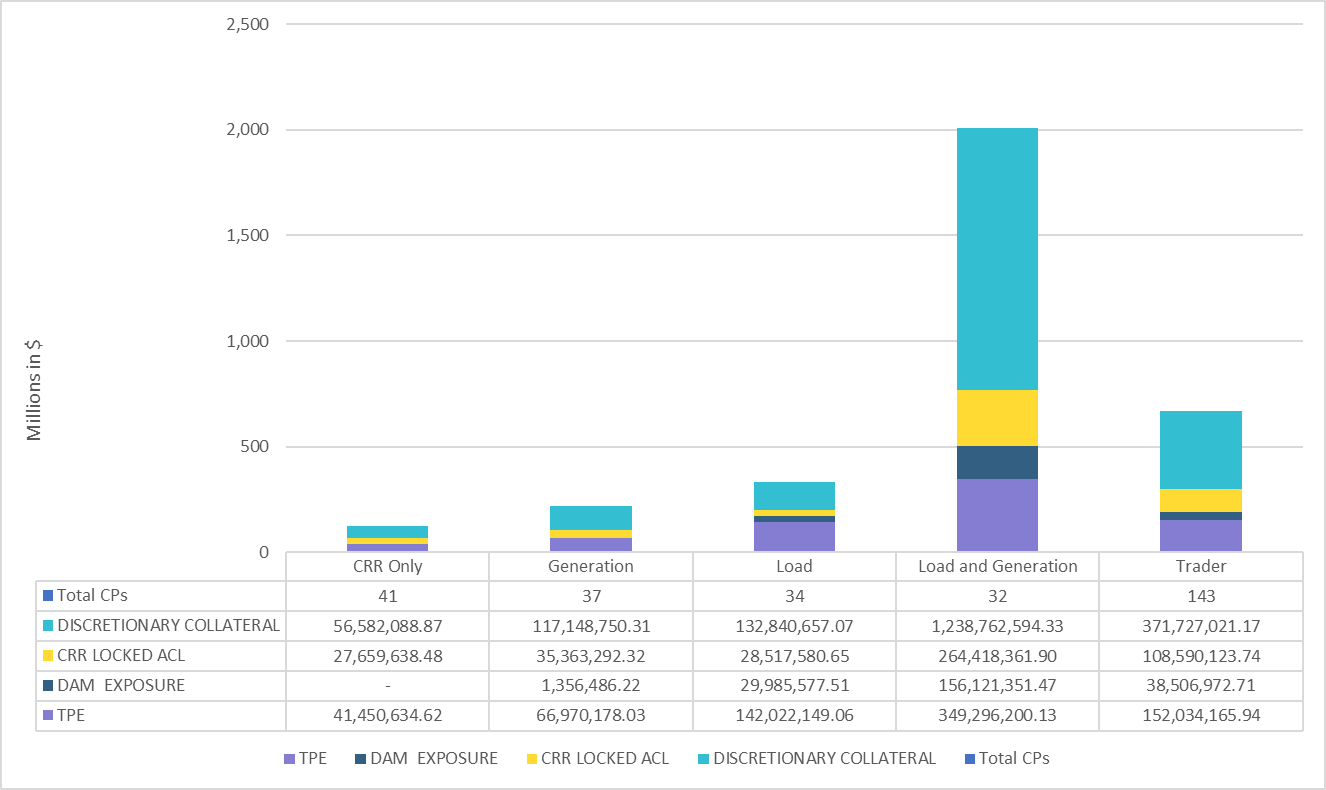 2,500
2,000
1,500
1,000
500
0
Millions in $
CRR Only Generation Load Load and Generation Trader
Total CPs 41 37 34 32 143
DISCRETIONARY COLLATERAL 56,582,088.87 117,148,750.31 132,840,657.07 1,238,762,594.33 371,727,021.17
CRR LOCKED ACL 27,659,638.48 35,363,292.32 28,517,580.65 264,418,361.90 108,590,123.74
DAM EXPOSURE - 1,356,486.22 29,985,577.51 156,121,351.47 38,506,972.71
TPE 41,450,634.62 66,970,178.03 142,022,149.06 349,296,200.13 152,034,165.94
TPE DAM EXPOSURE CRR LOCKED ACL DISCRETIONARY COLLATERAL Total CPs